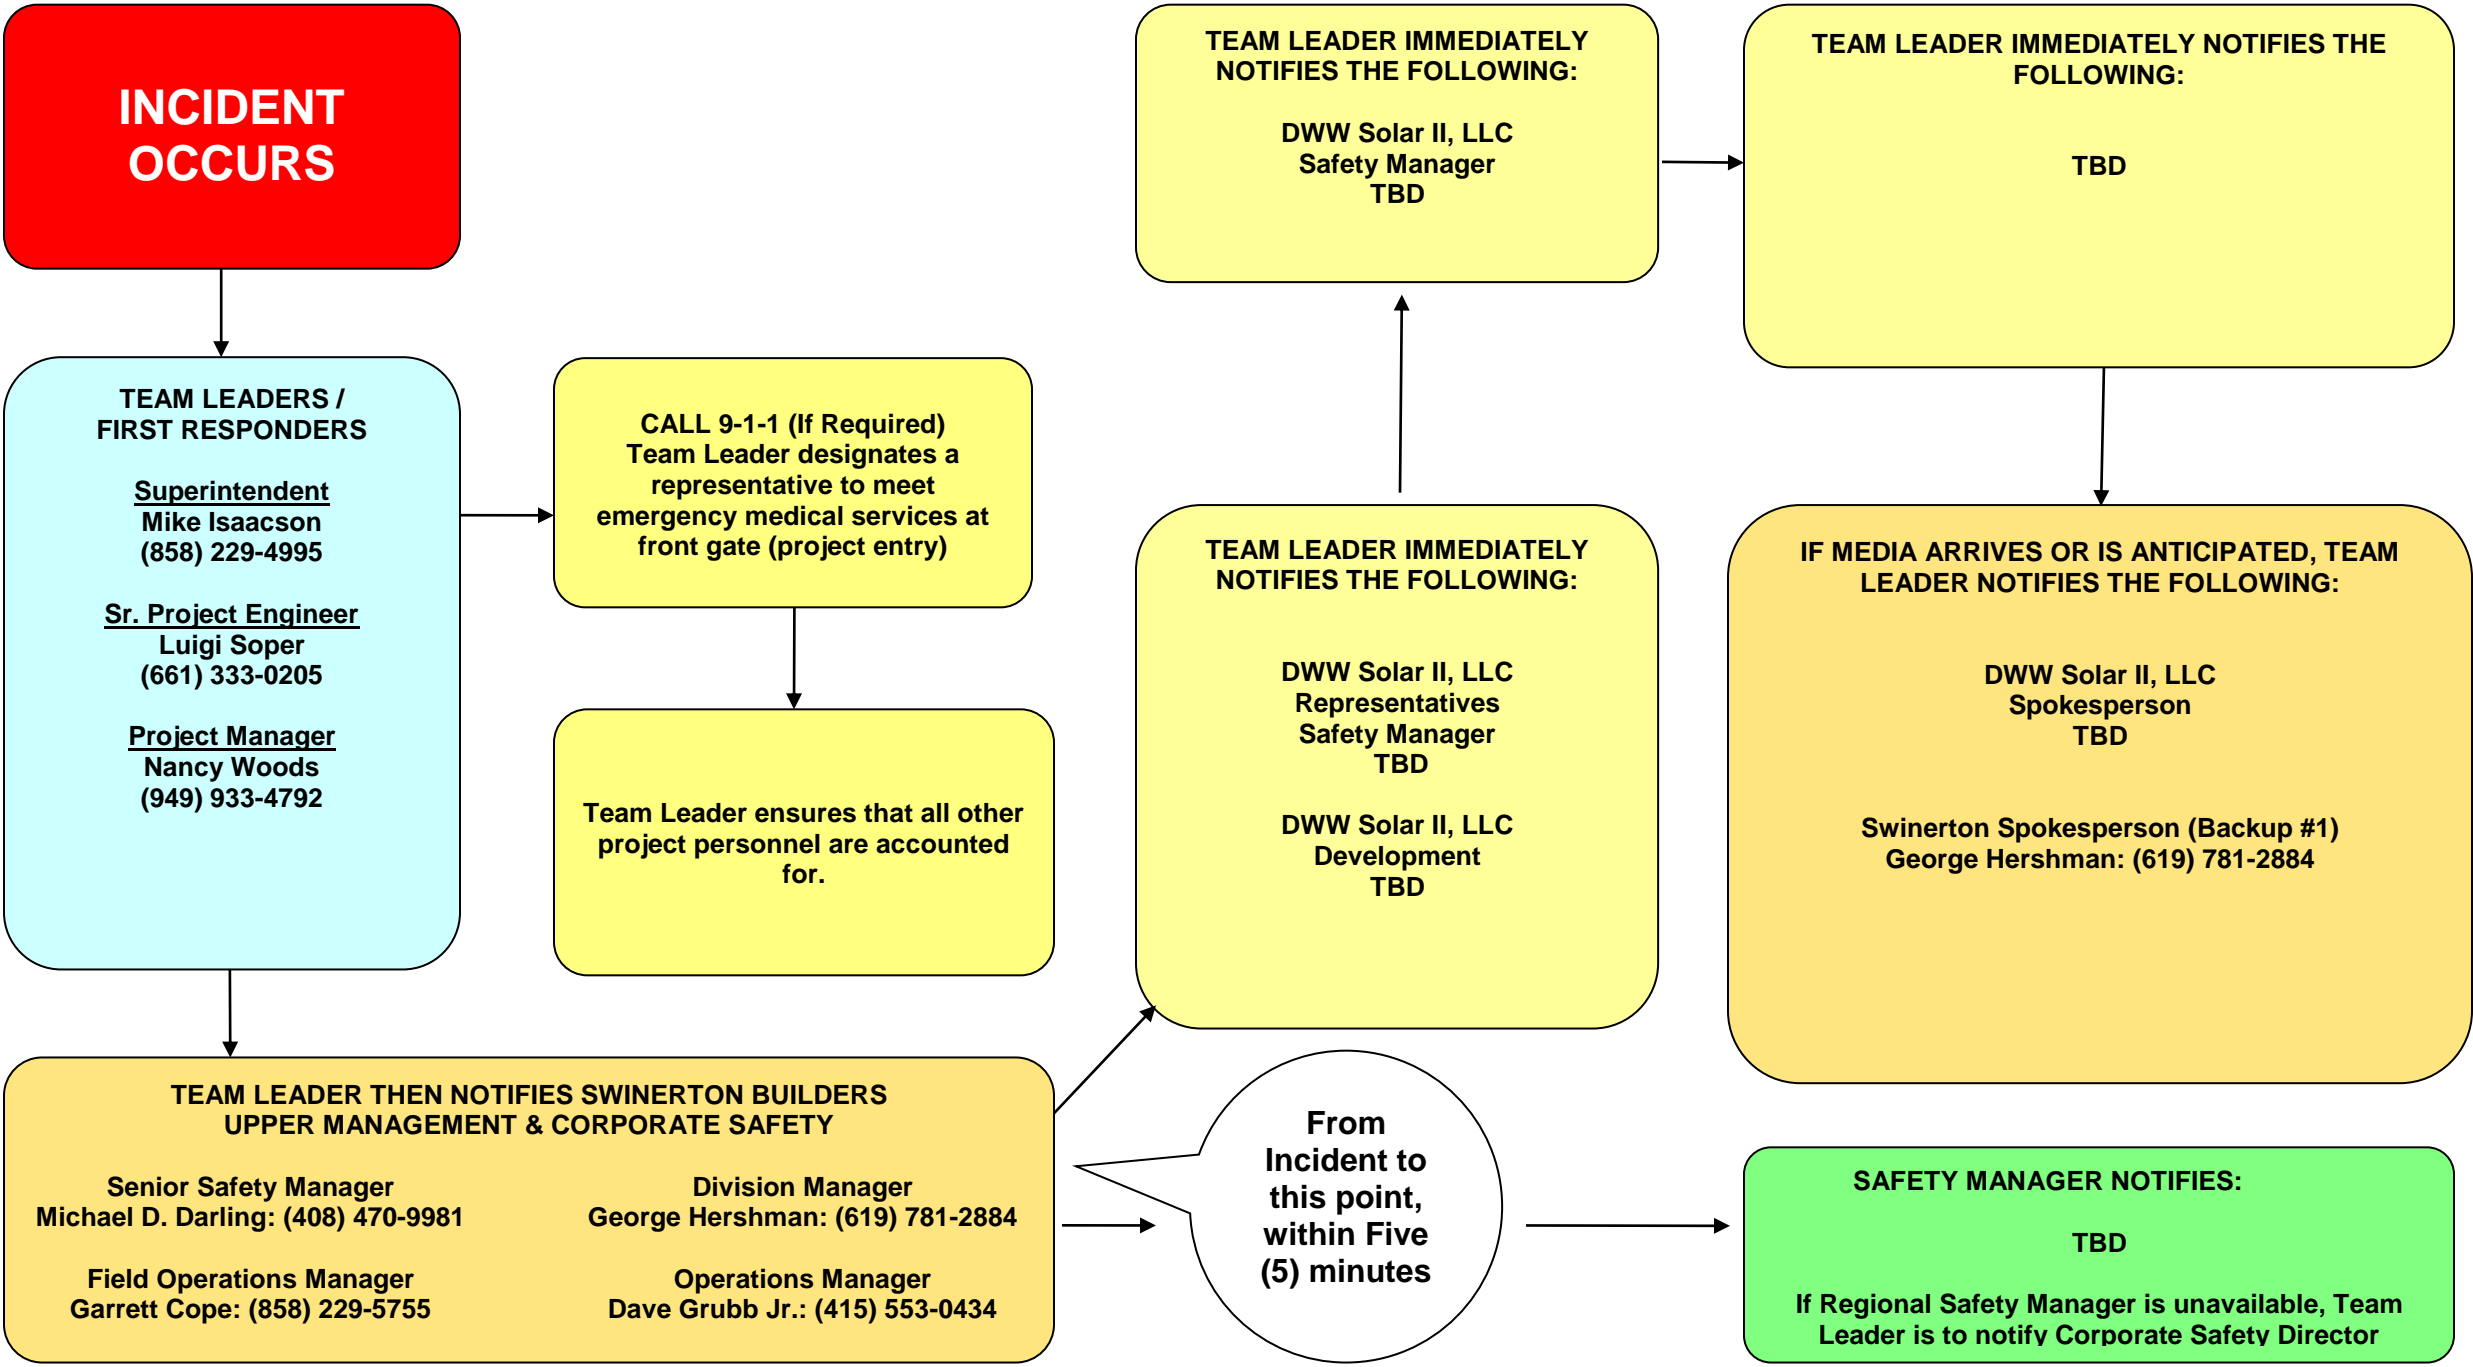 INCIDENT
OCCURS
TEAM LEADERS /
FIRST RESPONDERS
Superintendent
Mike Isaacson
(858) 229-4995
Sr. Project Engineer
Luigi Soper
(661) 333-0205
Project Manager
Nancy Woods
(949) 933-4792
CALL 9-1-1 (If Required)
Team Leader designates a
representative to meet
emergency medical services at
front gate (project entry)
Team Leader ensures that all other
project personnel are accounted
for.
TEAM LEADER THEN NOTIFIES SWINERTON BUILDERS
UPPER MANAGEMENT & CORPORATE SAFETY
Senior Safety Manager
Michael D. Darling: (408) 470-9981
Field Operations Manager
Garrett Cope: (858) 229-5755
Division Manager
George Hershman: (619) 781-2884
Operations Manager
Dave Grubb Jr.: (415) 553-0434
TEAM LEADER IMMEDIATELY
NOTIFIES THE FOLLOWING:
DWW Solar II, LLC
Representatives
Safety Manager
TBD
DWW Solar II, LLC
Development
TBD
TEAM LEADER IMMEDIATELY
NOTIFIES THE FOLLOWING:
DWW Solar II, LLC
Safety Manager
TBD
TEAM LEADER IMMEDIATELY NOTIFIES THE
FOLLOWING:
TBD
IF MEDIA ARRIVES OR IS ANTICIPATED, TEAM
LEADER NOTIFIES THE FOLLOWING:
DWW Solar II, LLC
Spokesperson
TBD
Swinerton Spokesperson (Backup #1)
George Hershman: (619) 781-2884
From
Incident to
this point,
within Five
(5) minutes
SAFETY MANAGER NOTIFIES:
TBD
If Regional Safety Manager is unavailable, Team
Leader is to notify Corporate Safety Director